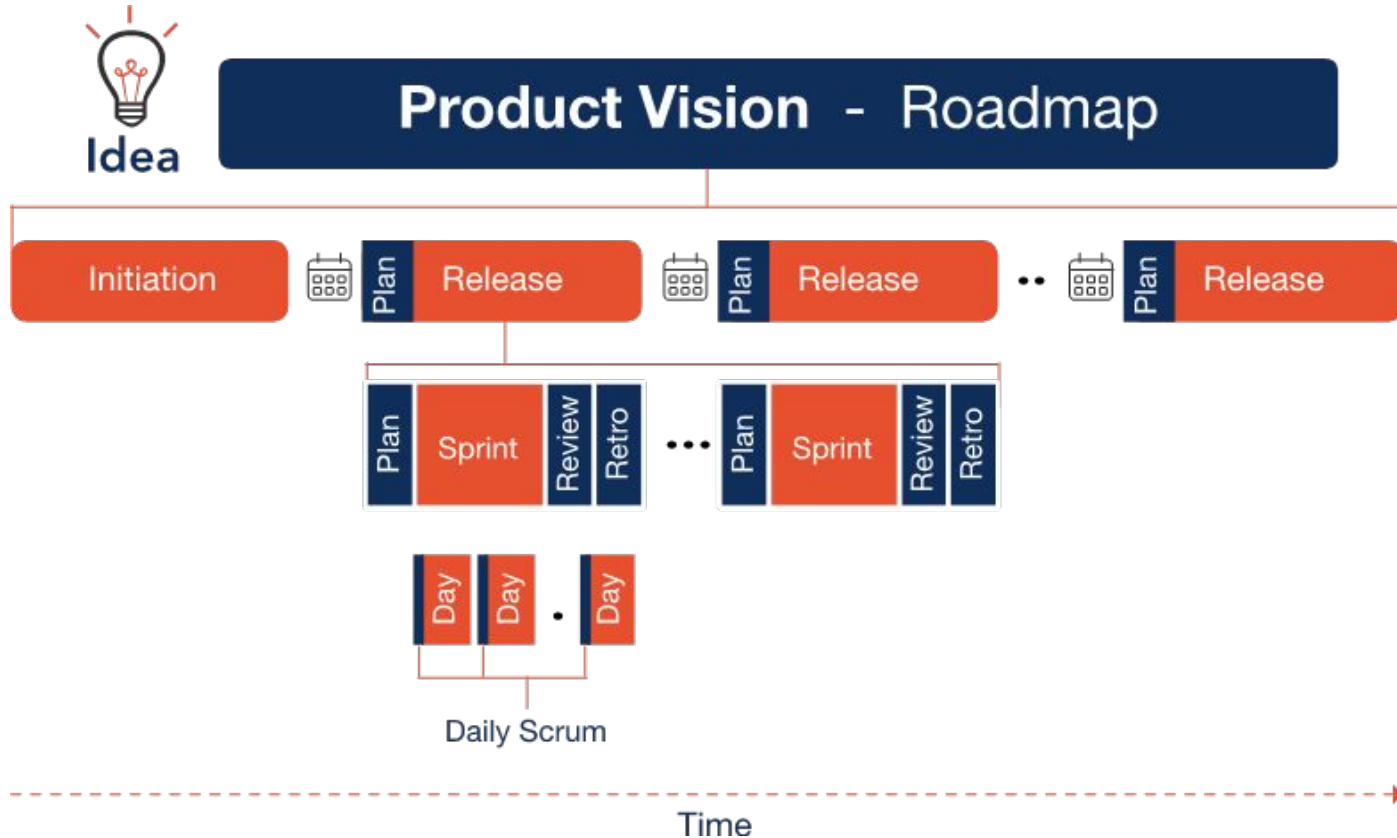 Idea
Product Vision - Roadmap
Initiation
Plan
Release
Plan
Release
Plan
Release
Plan
Sprint
Review
Retro
Plan
Sprint
Review
Retro
Day
Day
Day
Daily Scrum
Time